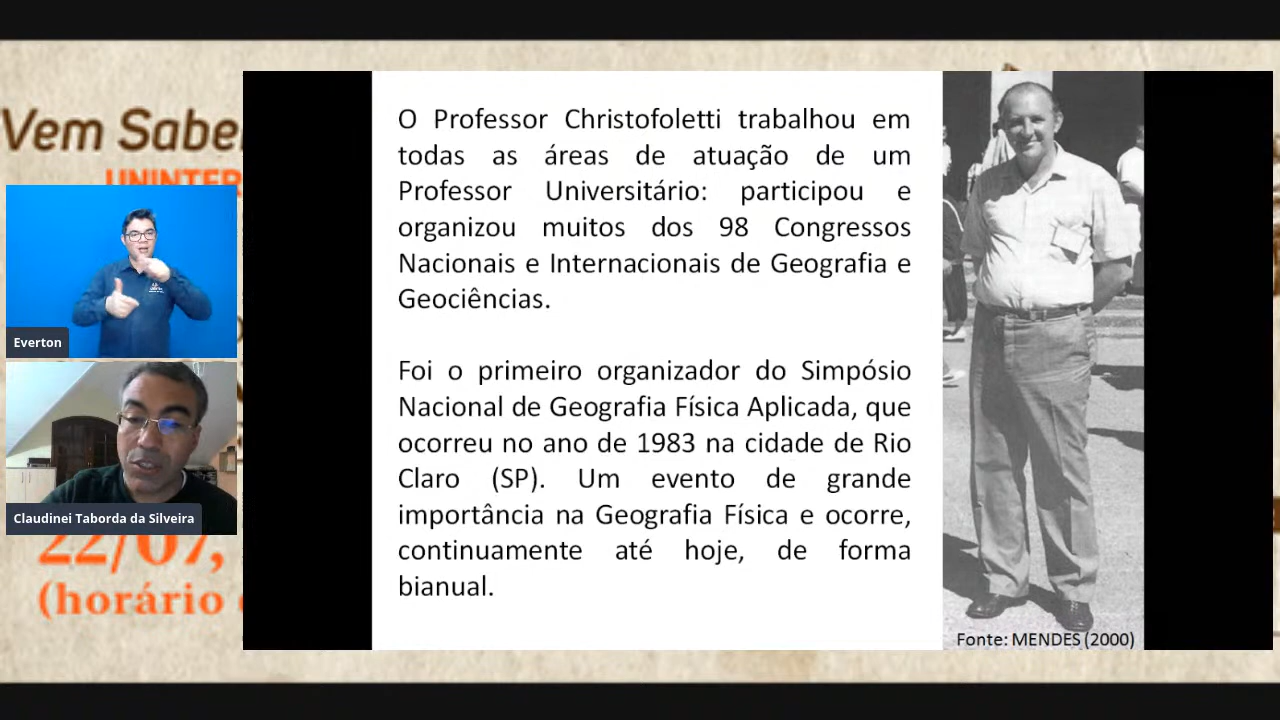 Vem Sabe
UNINTER
Everton
Claudinei Taborda da Silveira
22/07,
(horário
O Professor Christofoletti trabalhou em
todas as áreas de atuação de um
Professor Universitário: participou e
organizou muitos dos 98 Congressos
Nacionais e Internacionais de Geografia e
Geociências.
Foi o primeiro organizador do Simpósio
Nacional de Geografia Física Aplicada, que
ocorreu no ano de 1983 na cidade de Rio
Claro (SP). Um evento de grande
importância na Geografia Física e ocorre,
continuamente até hoje, de forma
bianual.
Fonte: MENDES (2000)